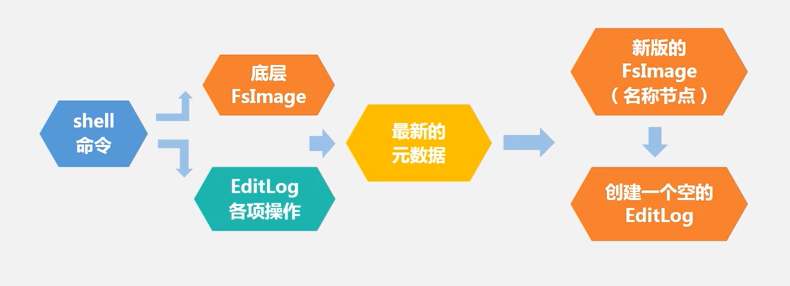 shell
命令
底层
FsImage
EditLog
各项操作
最新的
元数据
新版的
FsImage
（名称节点）
创建一个空的
EditLog